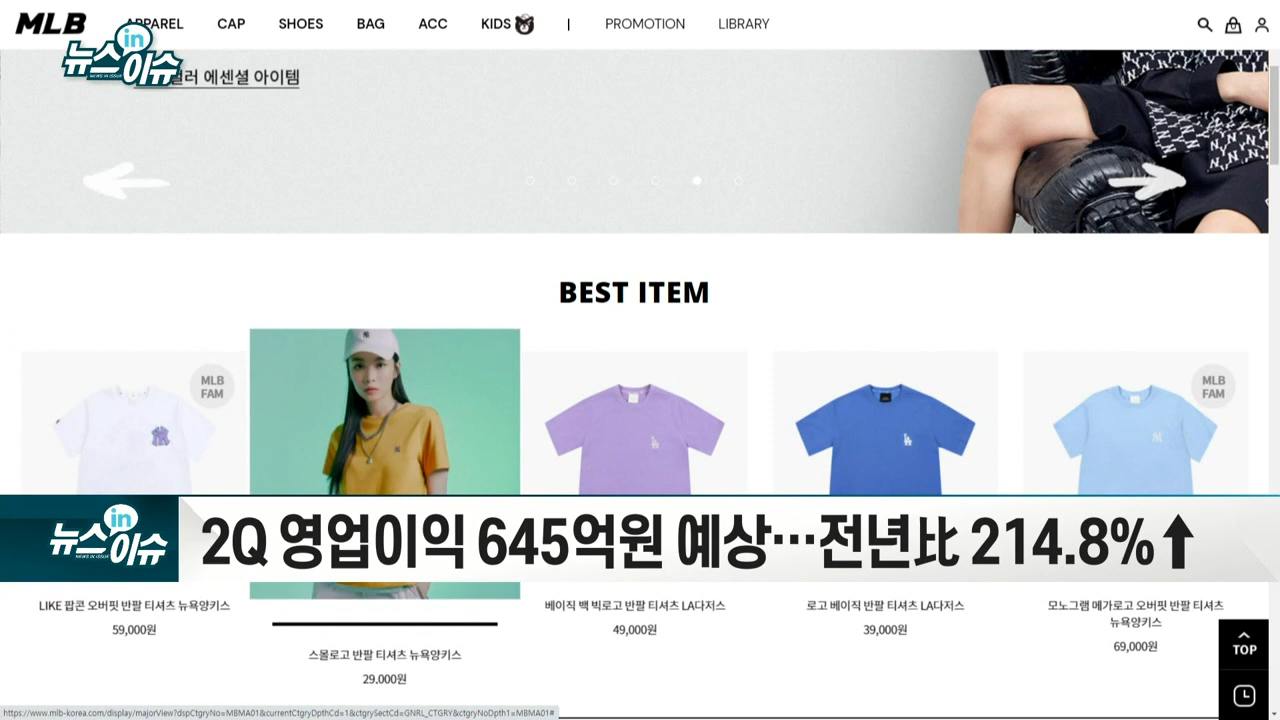 MLB APPAREL CAP SHOES BAG ACC KIDS | PROMOTION LIBRARY
뉴스in이슈
NEWS IN ISSUE
에센셜 아이템
BEST ITEM
MLB FAM
MLB FAM
뉴스in이슈
NEWS IN ISSUE
2Q 영업이익 645억원 예상…전년比 214.8%↑
LIKE 팝콘 오버핏 반팔 티셔츠 뉴욕양키스
59,000원
스몰로고 반팔 티셔츠 뉴욕양키스
29.000원
베이직 백 빅로고 반팔 티셔츠 LA다저스
49,000원
로고 베이직 반팔 티셔츠 LA다저스
39,000원
모노그램 메가로고 오버핏 반팔 티셔츠
뉴욕양키스
69,000원
TOP
https://www.mlb-korea.com/display/majorView?dspCtgryNo=MBMA01&currentCtgryDpthCd=1&ctgrySectCd=GNRL_CTGRY&ctgryNoDpth1=MBMA01#